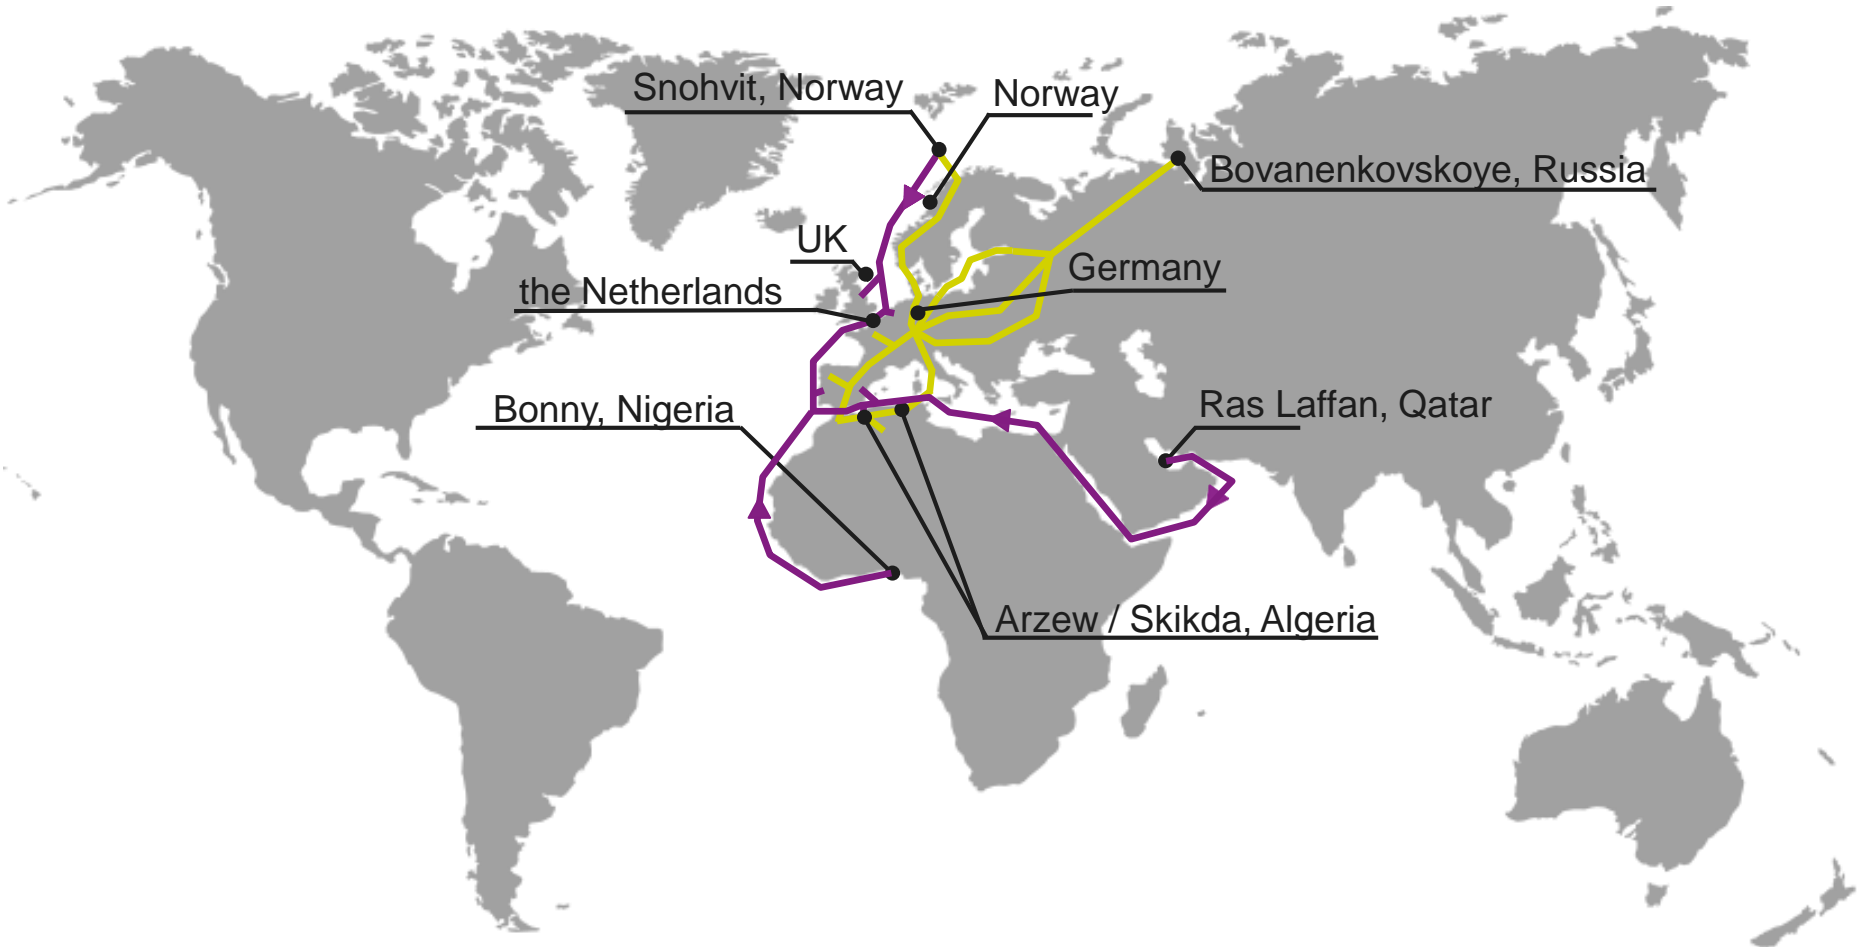 Snohvit, Norway
Norway
Bovanenkovskoye, Russia
UK
Germany
the Netherlands
Bonny, Nigeria
Ras Laffan, Qatar
Arzew / Skikda, Algeria